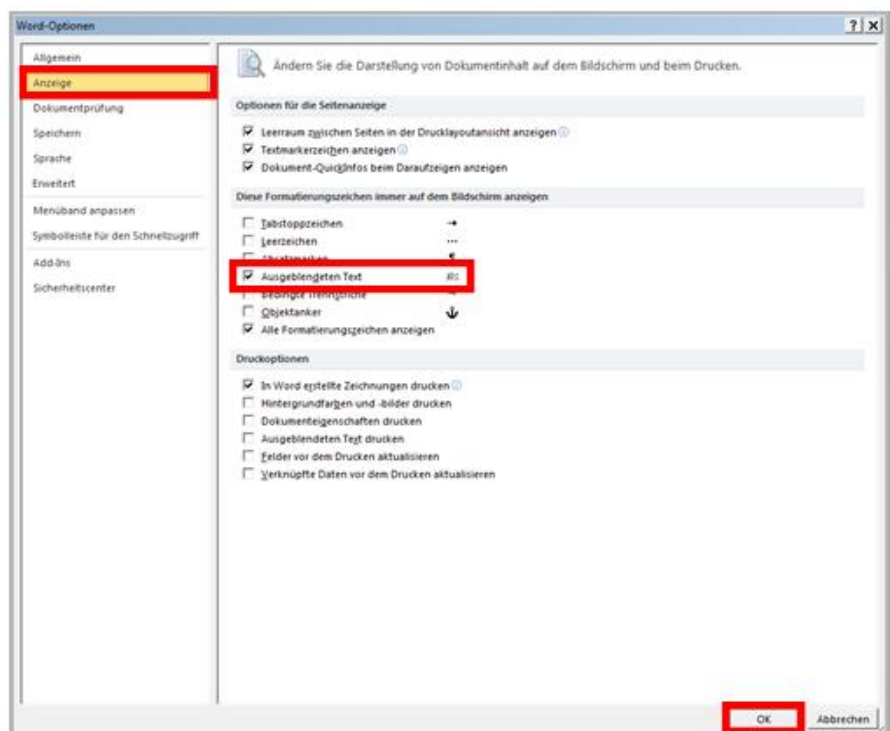 Word-Optionen
Allgemein
Anzeige
Dokumentprüfung
Speichern
Sprache
Erweitert
Menüband anpassen
Symbolleiste für den Schnellzugriff
Add-Ins
Sicherheitscenter
Ändern Sie die Darstellung von Dokumentinhalt auf dem Bildschirm und beim Drucken.
Optionen für die Seitenanzeige
Leerraum zwischen Seiten in der Drucklayoutansicht anzeigen
Textmarkerzeichen anzeigen
Dokument-QuickInfos beim Daraufzeigen anzeigen
Diese Formatierungszeichen immer auf dem Bildschirm anzeigen
Tabstoppzeichen
Leerzeichen
Absatzmarken
Ausgeblendeten Text abc
Bedingte Trennstriche
Objektanker
Alle Formatierungszeichen anzeigen
Druckoptionen
In Word erstellte Zeichnungen drucken
Hintergrundfarben und -bilder drucken
Dokumenteigenschaften drucken
Ausgeblendeten Text drucken
Felder vor dem Drucken aktualisieren
Verknüpfte Daten vor dem Drucken aktualisieren
OK
Abbrechen